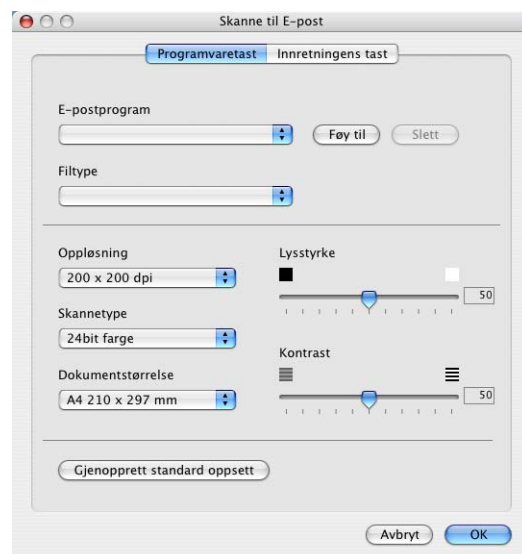 Skanne til E-post
Programvaretast Innretningens tast
E-postprogram
Føy til Slett
Filtype
Oppløsning
200 x 200 dpi
Skannetype
24bit farge
Dokumentstørrelse
A4 210 x 297 mm
Lysstyrke
50
Kontrast
50
Gjenopprett standard oppsett
Avbryt OK